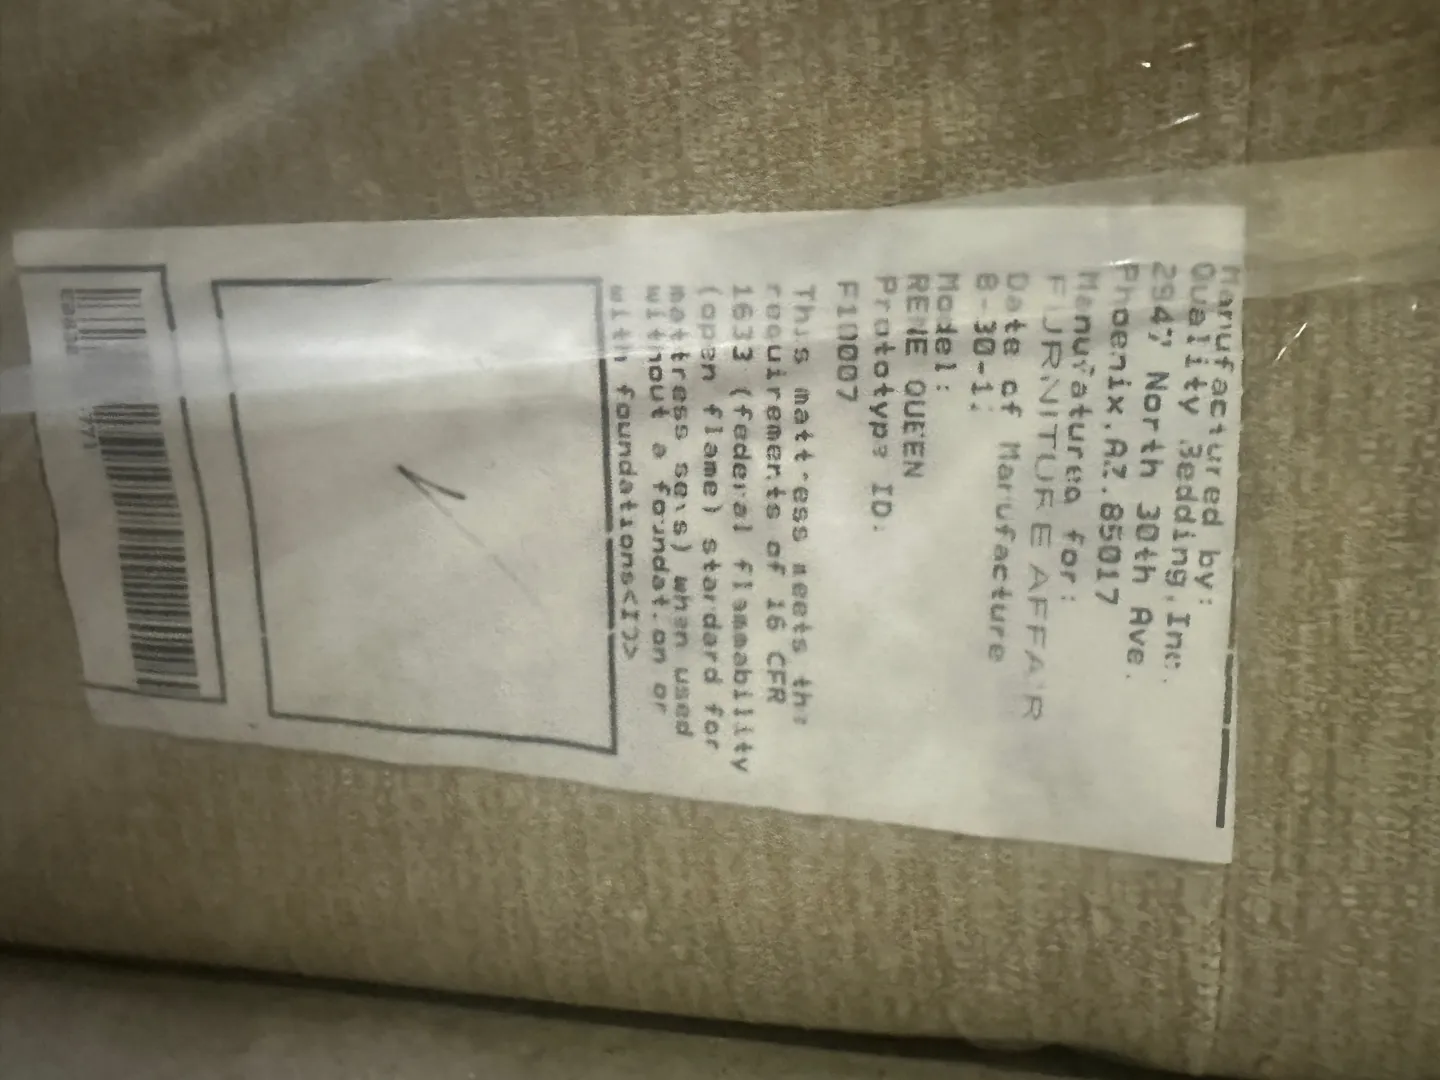 Manufactured by:
Quality Bedding, Inc.
2947 North 30th Ave.
Phoenix, AZ. 85017
Manufatured for:
FURNITURE AFFAIR
Date of Manufacture
Model:
RENE QUEEN
Prototype ID:
F10007
This mattress meets the
requirements of 16 CFR
1633 (federal flammability
(open flame) standard for
mattress sets) when used
without a foundation or
with foundations<I>>